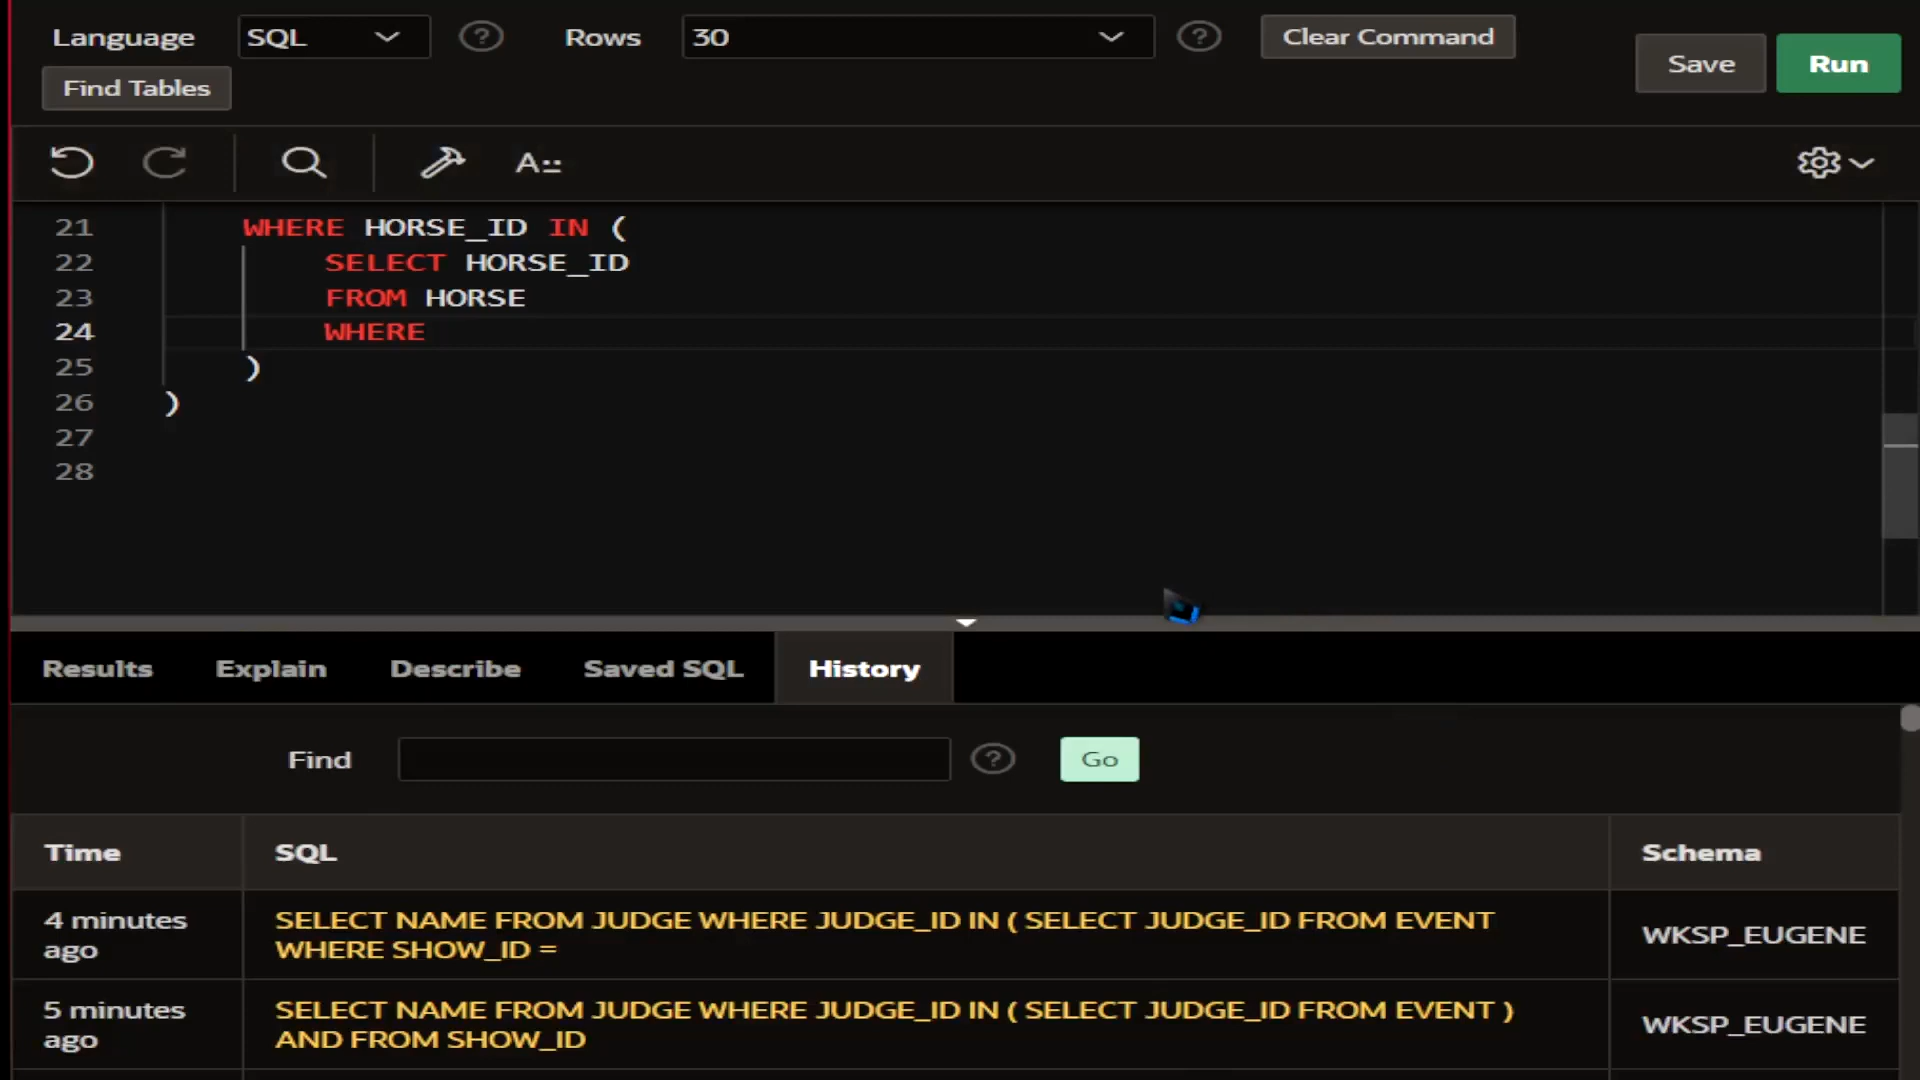 Language SQL Rows 30 Clear Command Save Run
Find Tables
A
21 WHERE HORSE_ID IN (
22 SELECT HORSE_ID
23 FROM HORSE
24 WHERE
25 )
26 )
27
28
Results Explain Describe Saved SQL History
Find Go
Time SQL Schema
4 minutes ago SELECT NAME FROM JUDGE WHERE JUDGE_ID IN ( SELECT JUDGE_ID FROM EVENT WHERE SHOW_ID = WKSP_EUGENE
5 minutes ago SELECT NAME FROM JUDGE WHERE JUDGE_ID IN ( SELECT JUDGE_ID FROM EVENT ) AND FROM SHOW_ID WKSP_EUGENE